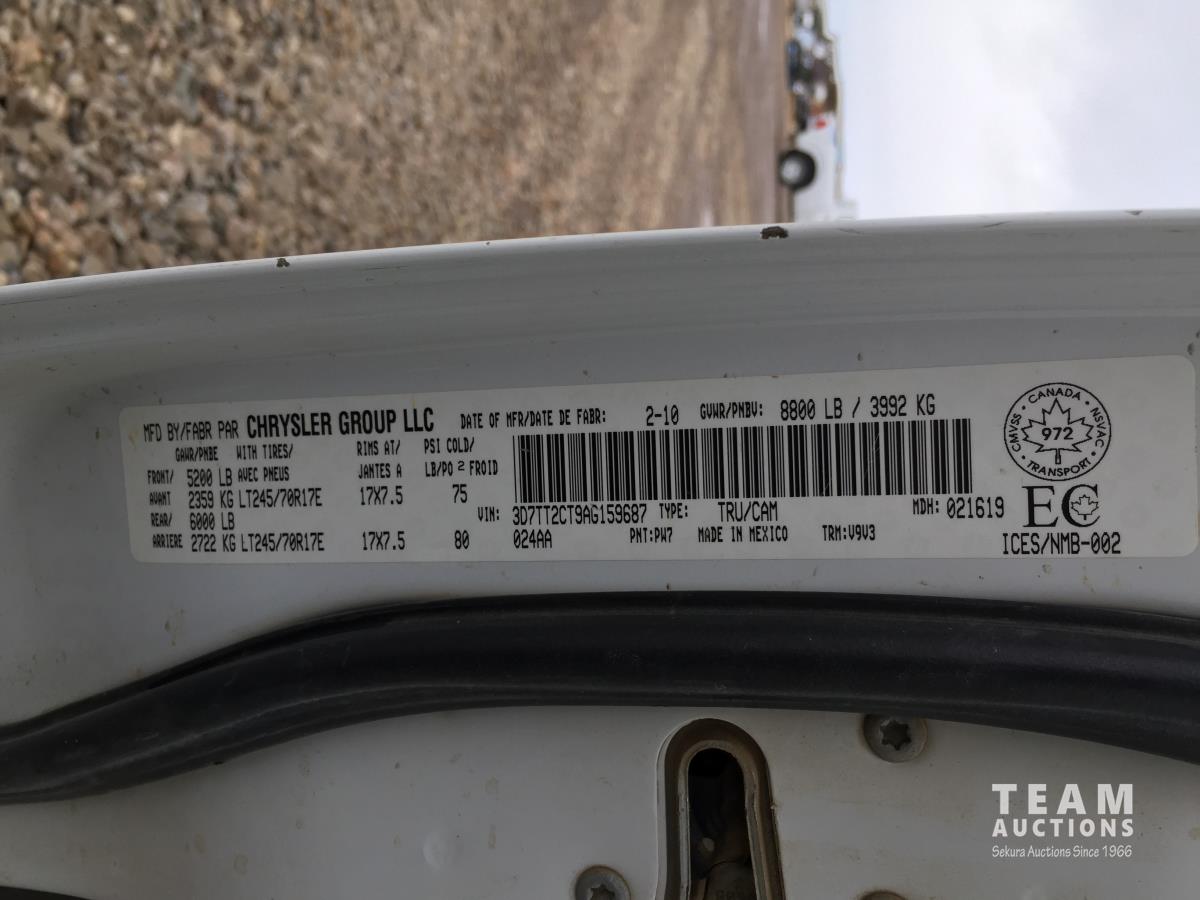 MFD BY/FABR PAR CHRYSLER GROUP LLC DATE OF MFR/DATE DE FABR: 2-10 GVWR/PNBV: 8800 LB / 3992 KG
GAWR/PNBE WITH TIRES/ RIMS AT/ PSI COLD/
FRONT/ 5200 LB AVEC PNEUS JANTES A LB/PO² FROID
AVANT 2359 KG LT245/70R17E 17X7.5 75
REAR/ 6000 LB
ARRIERE 2722 KG LT245/70R17E 17X7.5 80
VIN: 3D7TT2CT9AG159687 TYPE: TRU/CAM MDH: 021619
024AA PNT:PW7 MADE IN MEXICO TRM:V9V3
CANADA
CMVSS 972 NSVAC
TRANSPORT
EC
ICES/NMB-002
TEAM
AUCTIONS
Sekura Auctions Since 1966